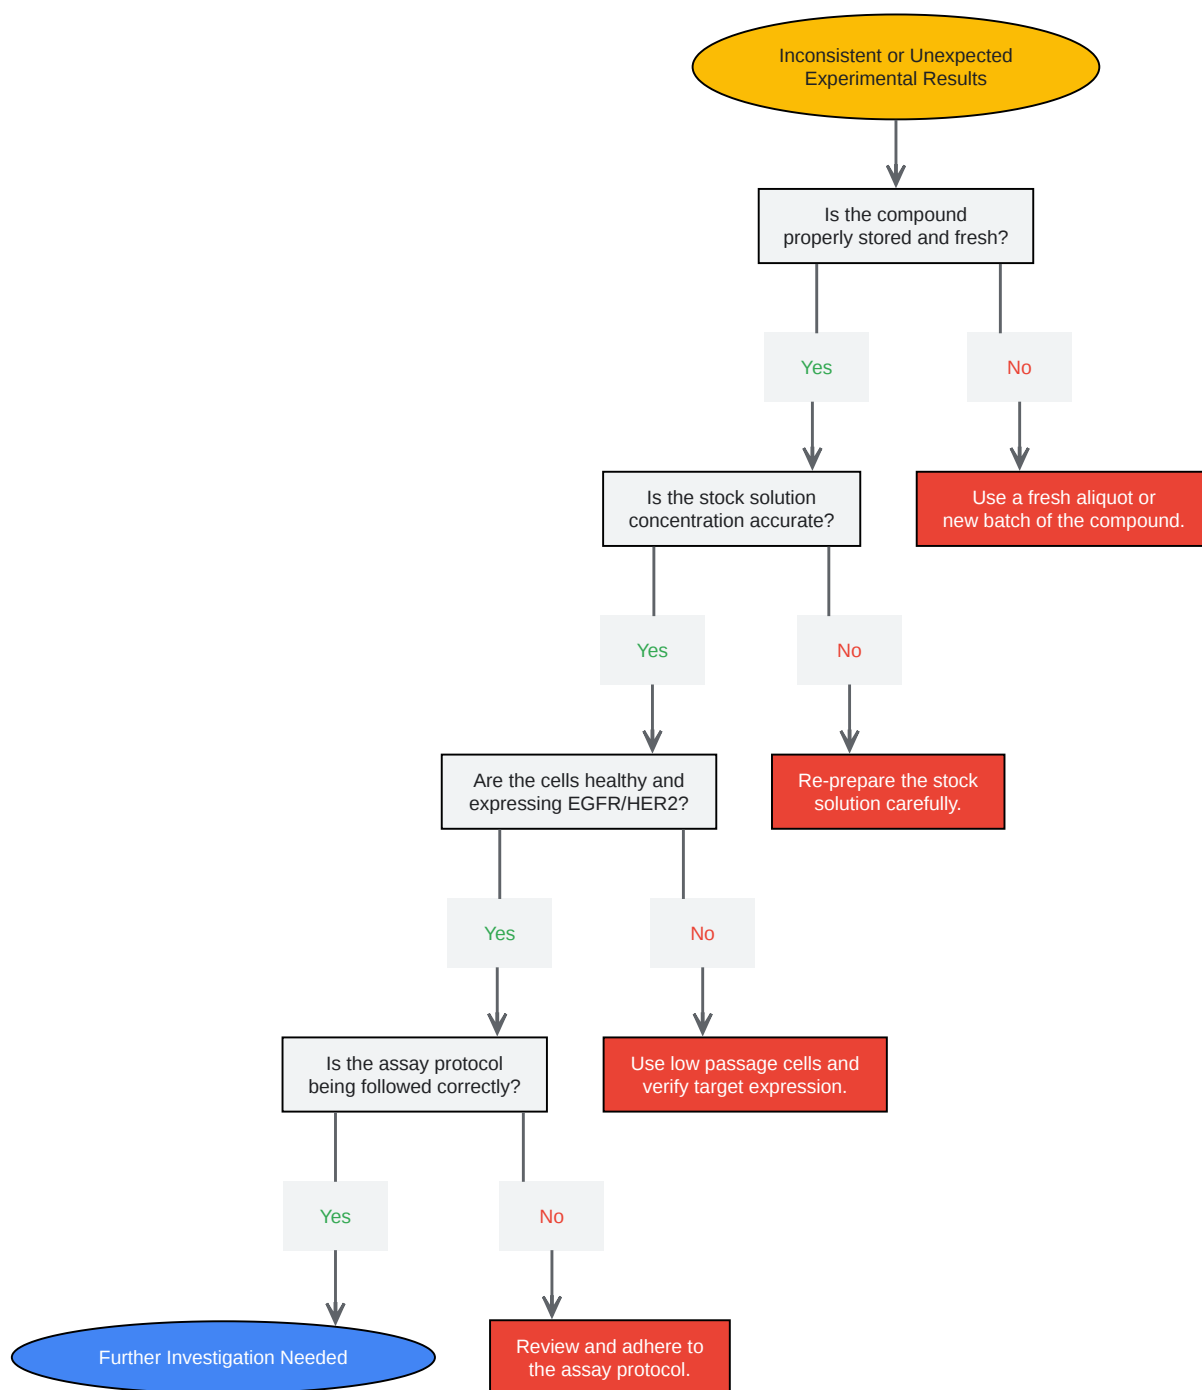 Inconsistent or Unexpected
Experimental Results
Is the compound
properly stored and fresh?
Yes
No
Is the stock solution
concentration accurate?
Use a fresh aliquot or
new batch of the compound.
Yes
No
Are the cells healthy and
expressing EGFR/HER2?
Re-prepare the stock
solution carefully.
Yes
No
Is the assay protocol
being followed correctly?
Use low passage cells and
verify target expression.
Yes
No
Further Investigation Needed
Review and adhere to
the assay protocol.